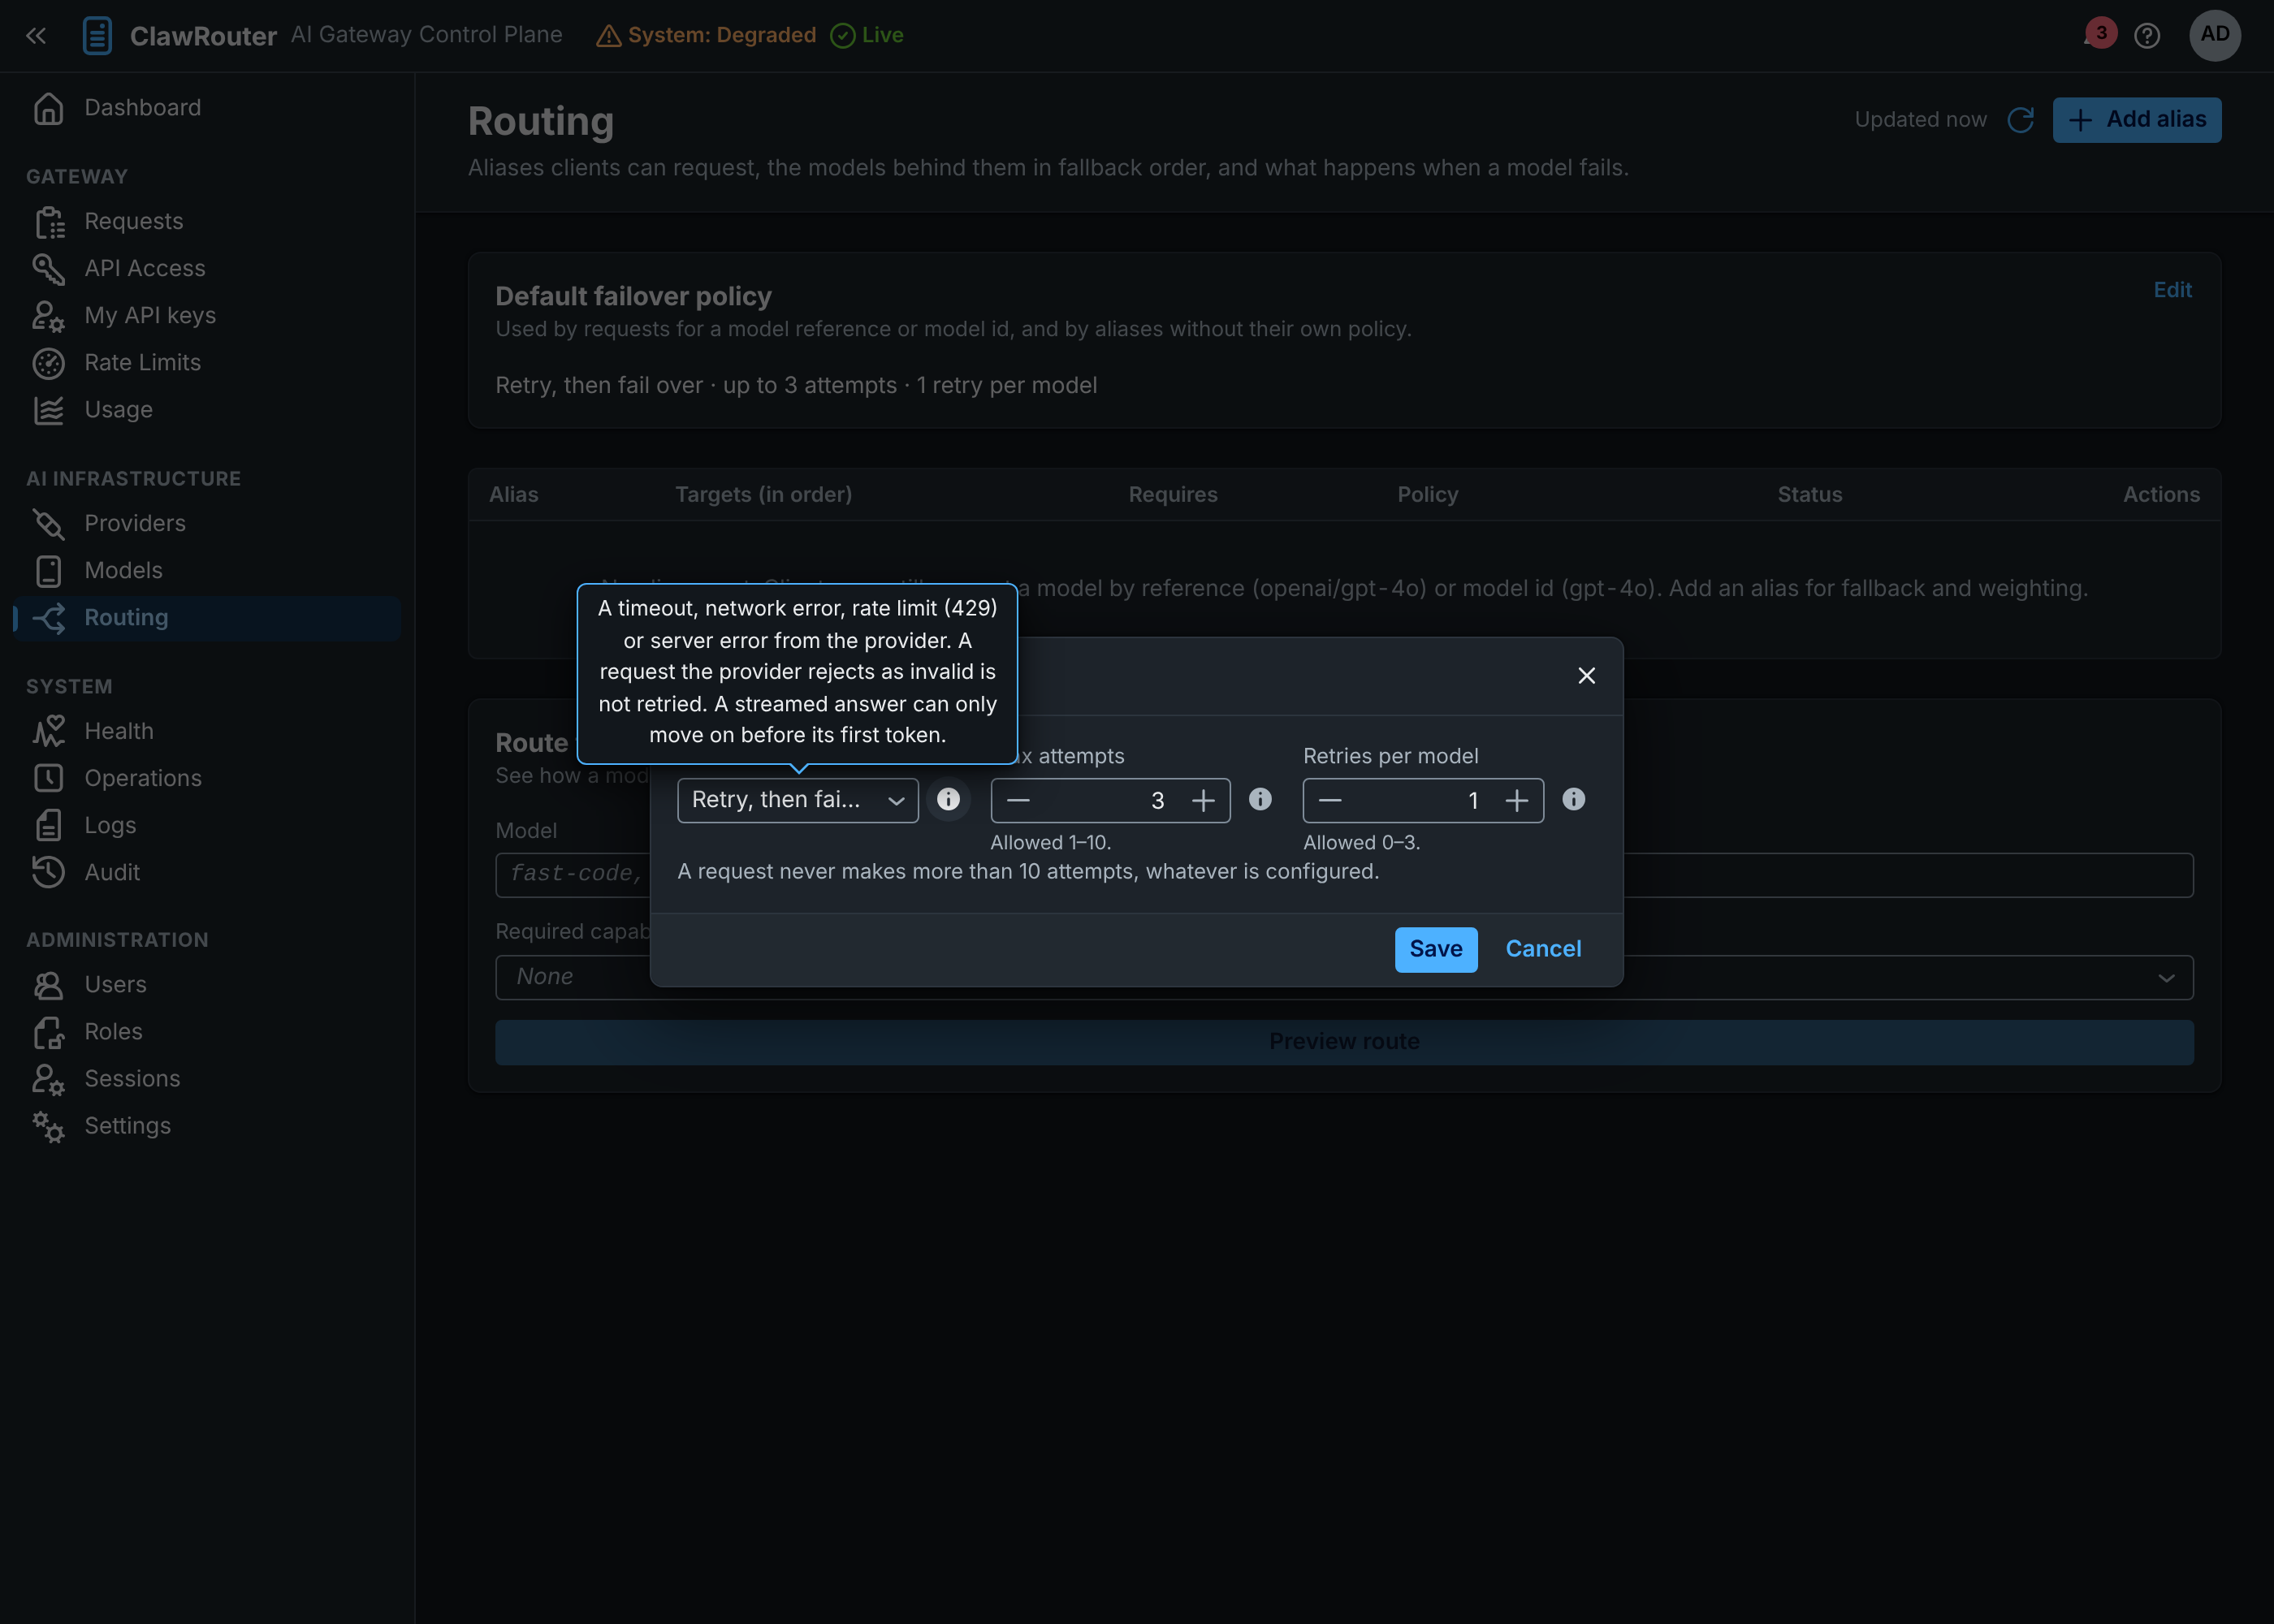 ClawRouter AI Gateway Control Plane System: Degraded Live 3 AD
Dashboard
GATEWAY
Requests
API Access
My API keys
Rate Limits
Usage
AI INFRASTRUCTURE
Providers
Models
Routing
SYSTEM
Health
Operations
Logs
Audit
ADMINISTRATION
Users
Roles
Sessions
Settings
Routing
Updated now
Add alias
Aliases clients can request, the models behind them in fallback order, and what happens when a model fails.
Default failover policy
Edit
Used by requests for a model reference or model id, and by aliases without their own policy.
Retry, then fail over · up to 3 attempts · 1 retry per model
Alias Targets (in order) Requires Policy Status Actions
a model by reference (openai/gpt-4o) or model id (gpt-4o). Add an alias for fallback and weighting.
A timeout, network error, rate limit (429)
or server error from the provider. A
request the provider rejects as invalid is
not retried. A streamed answer can only
move on before its first token.
attempts
Retries per model
Retry, then fai...
3
1
Allowed 1–10.
Allowed 0–3.
A request never makes more than 10 attempts, whatever is configured.
Save
Cancel
Route
See how a mod
Model
fast-code,
Required capab
None
Preview route